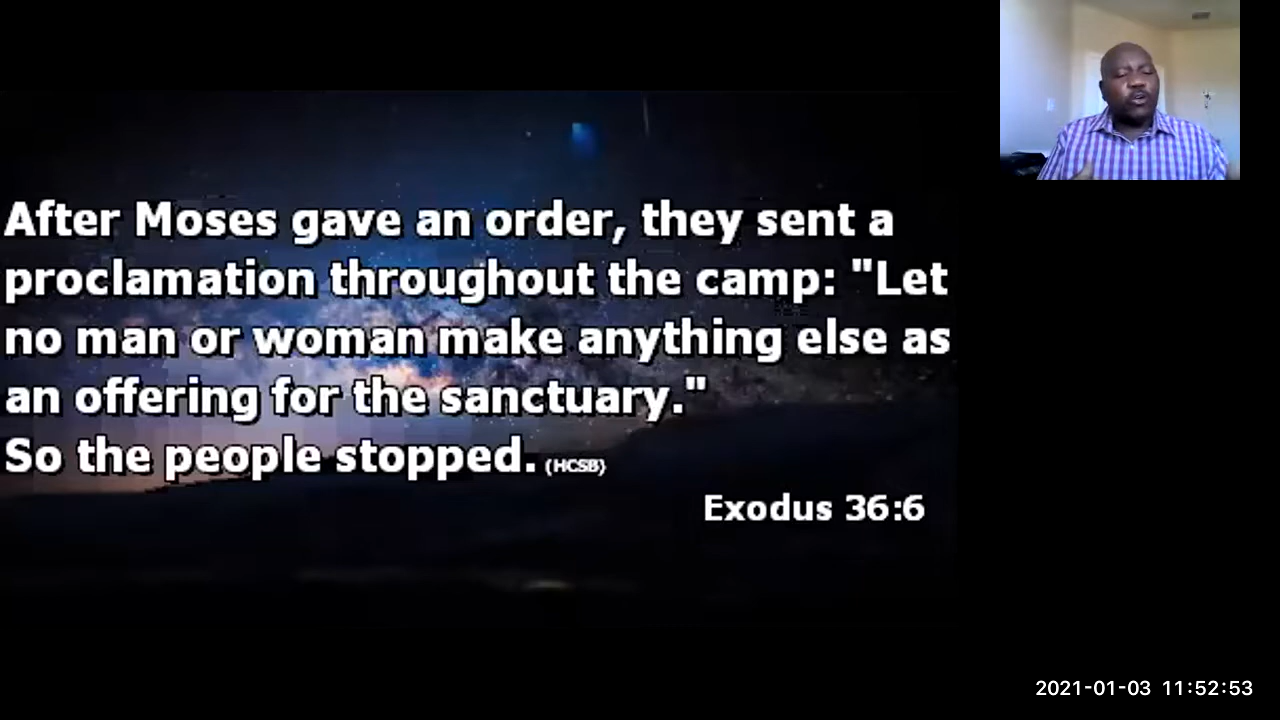 After Moses gave an order, they sent a
proclamation throughout the camp: "Let
no man or woman make anything else as
an offering for the sanctuary."
So the people stopped. (HCSB)
Exodus 36:6
2021-01-03 11:52:53